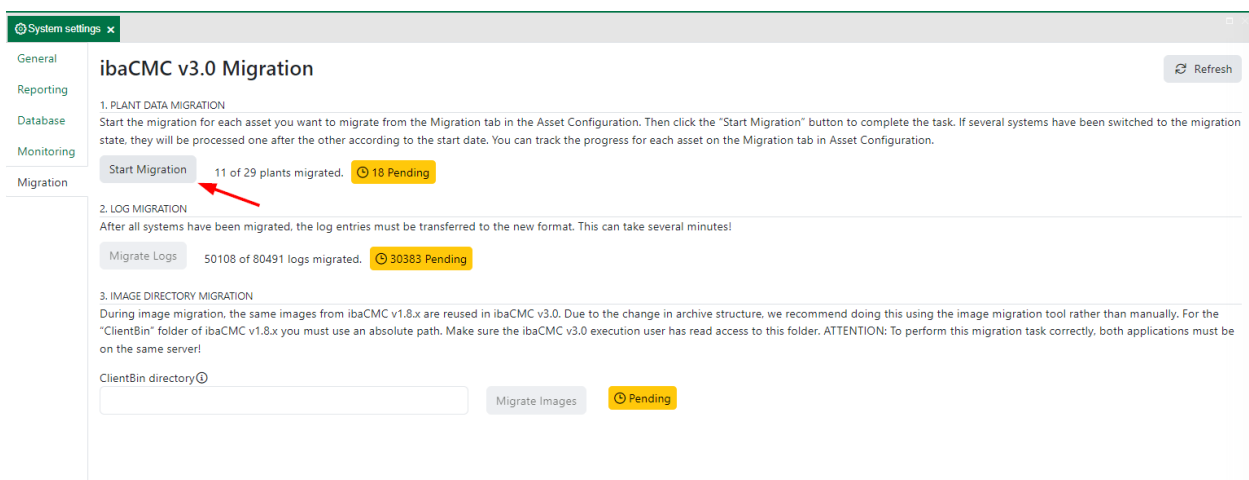 System settings x
General
ibaCMC v3.0 Migration
Refresh
Reporting
1. PLANT DATA MIGRATION
Start the migration for each asset you want to migrate from the Migration tab in the Asset Configuration. Then click the “Start Migration” button to complete the task. If several systems have been switched to the migration
Database
state, they will be processed one after the other according to the start date. You can track the progress for each asset on the Migration tab in Asset Configuration.
Monitoring
Start Migration 11 of 29 plants migrated. 18 Pending
Migration
2. LOG MIGRATION
After all systems have been migrated, the log entries must be transferred to the new format. This can take several minutes!
Migrate Logs 50108 of 80491 logs migrated. 30383 Pending
3. IMAGE DIRECTORY MIGRATION
During image migration, the same images from ibaCMC v1.8.x are reused in ibaCMC v3.0. Due to the change in archive structure, we recommend doing this using the image migration tool rather than manually. For the
“ClientBin” folder of ibaCMC v1.8.x you must use an absolute path. Make sure the ibaCMC v3.0 execution user has read access to this folder. ATTENTION: To perform this migration task correctly, both applications must be
on the same server!
ClientBin directory
Migrate Images Pending